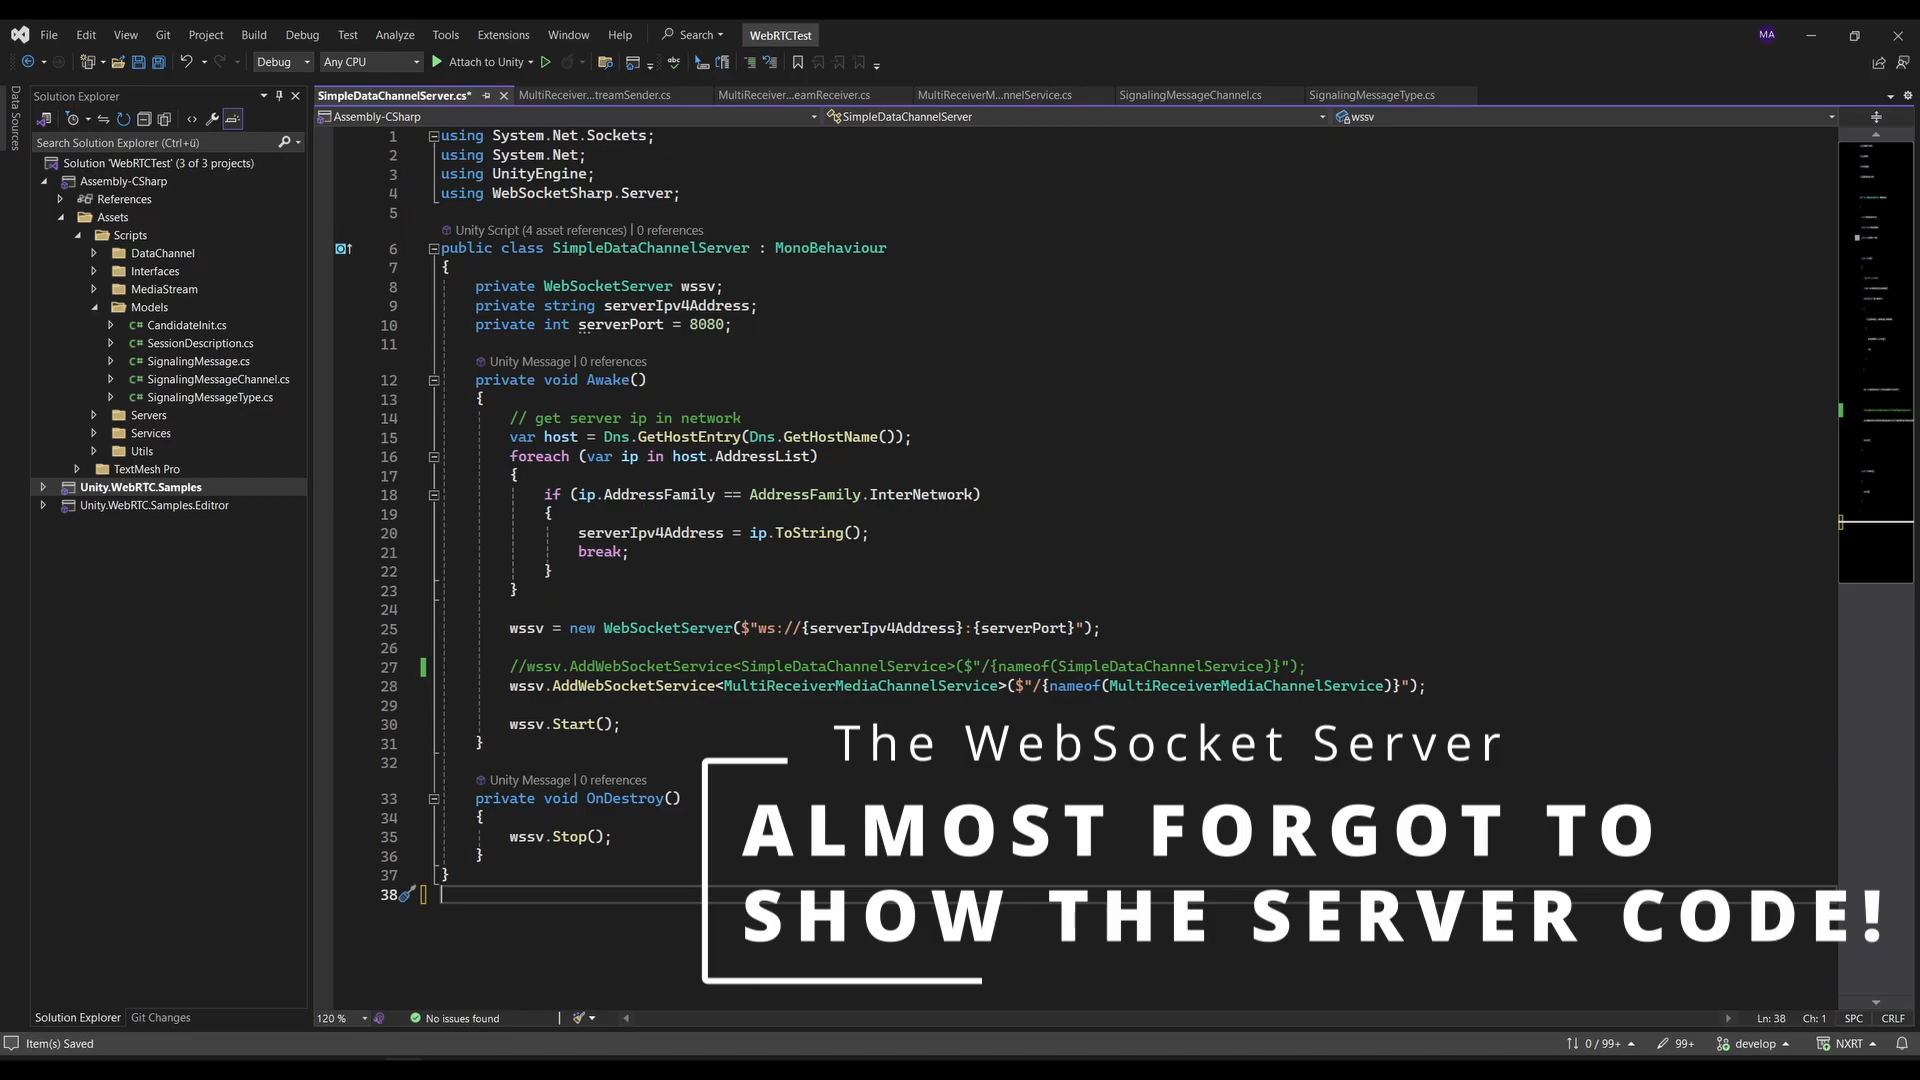 File Edit View Git Project Build Debug Test Analyze Tools Extensions Window Help Search WebRTCTest MA
Debug Any CPU Attach to Unity
Data Sources
Solution Explorer
Search Solution Explorer (Ctrl+ü)
Solution 'WebRTCTest' (3 of 3 projects)
Assembly-CSharp
References
Assets
Scripts
DataChannel
Interfaces
MediaStream
Models
C# CandidateInit.cs
C# SessionDescription.cs
C# SignalingMessage.cs
C# SignalingMessageChannel.cs
C# SignalingMessageType.cs
Servers
Services
Utils
TextMesh Pro
Unity.WebRTC.Samples
Unity.WebRTC.Samples.Editror
Solution Explorer Git Changes
SimpleDataChannelServer.cs* MultiReceiver...treamSender.cs MultiReceiver...eamReceiver.cs MultiReceiverM...nnelService.cs SignalingMessageChannel.cs SignalingMessageType.cs
Assembly-CSharp SimpleDataChannelServer wssv
1 using System.Net.Sockets;
2 using System.Net;
3 using UnityEngine;
4 using WebSocketSharp.Server;
5
Unity Script (4 asset references) | 0 references
6 public class SimpleDataChannelServer : MonoBehaviour
7 {
8 private WebSocketServer wssv;
9 private string serverIpv4Address;
10 private int serverPort = 8080;
11
Unity Message | 0 references
12 private void Awake()
13 {
14 // get server ip in network
15 var host = Dns.GetHostEntry(Dns.GetHostName());
16 foreach (var ip in host.AddressList)
17 {
18 if (ip.AddressFamily == AddressFamily.InterNetwork)
19 {
20 serverIpv4Address = ip.ToString();
21 break;
22 }
23 }
24
25 wssv = new WebSocketServer($"ws://{serverIpv4Address}:{serverPort}");
26
27 //wssv.AddWebSocketService<SimpleDataChannelService>($"/{nameof(SimpleDataChannelService)}");
28 wssv.AddWebSocketService<MultiReceiverMediaChannelService>($"/{nameof(MultiReceiverMediaChannelService)}");
29
30 wssv.Start();
31 }
32
Unity Message | 0 references
33 private void OnDestroy()
34 {
35 wssv.Stop();
36 }
37 }
38
The WebSocket Server
ALMOST FORGOT TO
SHOW THE SERVER CODE!
120 % No issues found Ln: 38 Ch: 1 SPC CRLF
Item(s) Saved 0 / 99+ 99+ develop NXRT